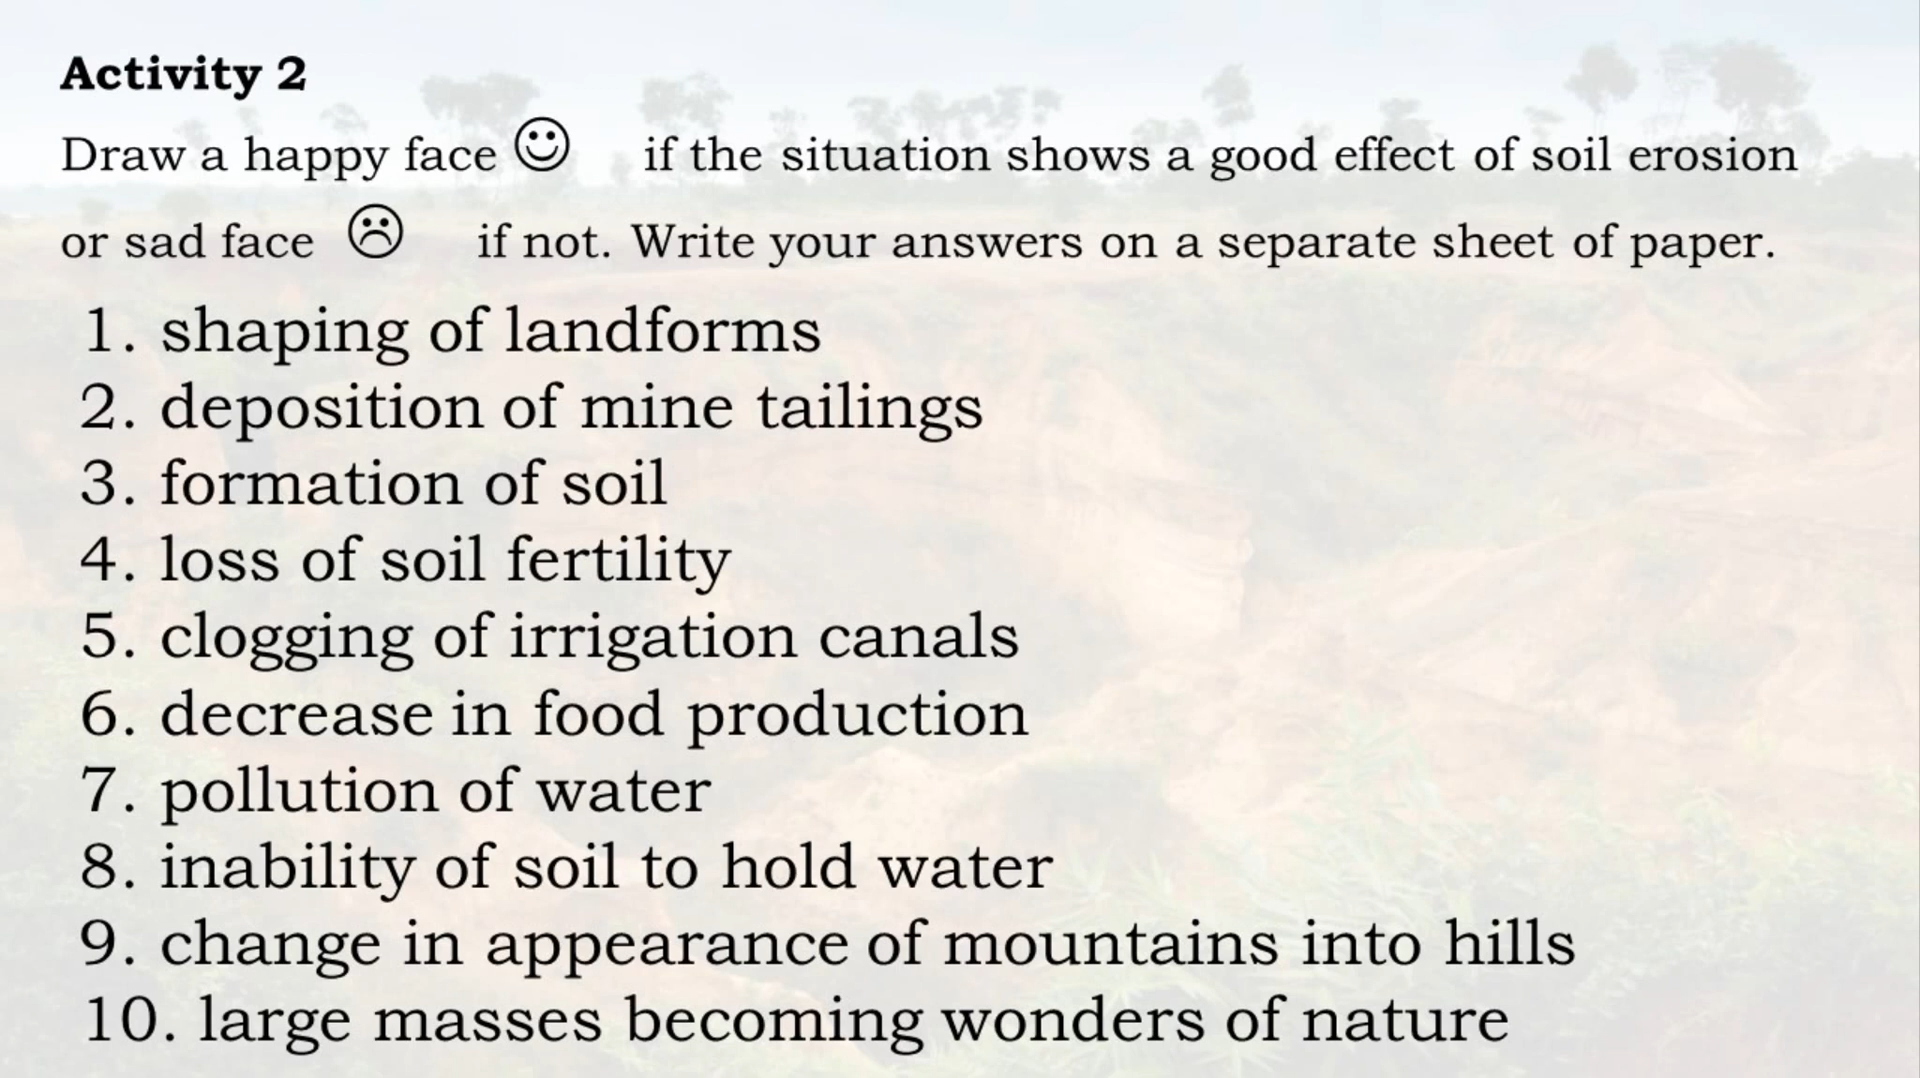 Activity 2
Draw a happy face ☺ if the situation shows a good effect of soil erosion
or sad face ☹ if not. Write your answers on a separate sheet of paper.
1. shaping of landforms
2. deposition of mine tailings
3. formation of soil
4. loss of soil fertility
5. clogging of irrigation canals
6. decrease in food production
7. pollution of water
8. inability of soil to hold water
9. change in appearance of mountains into hills
10. large masses becoming wonders of nature